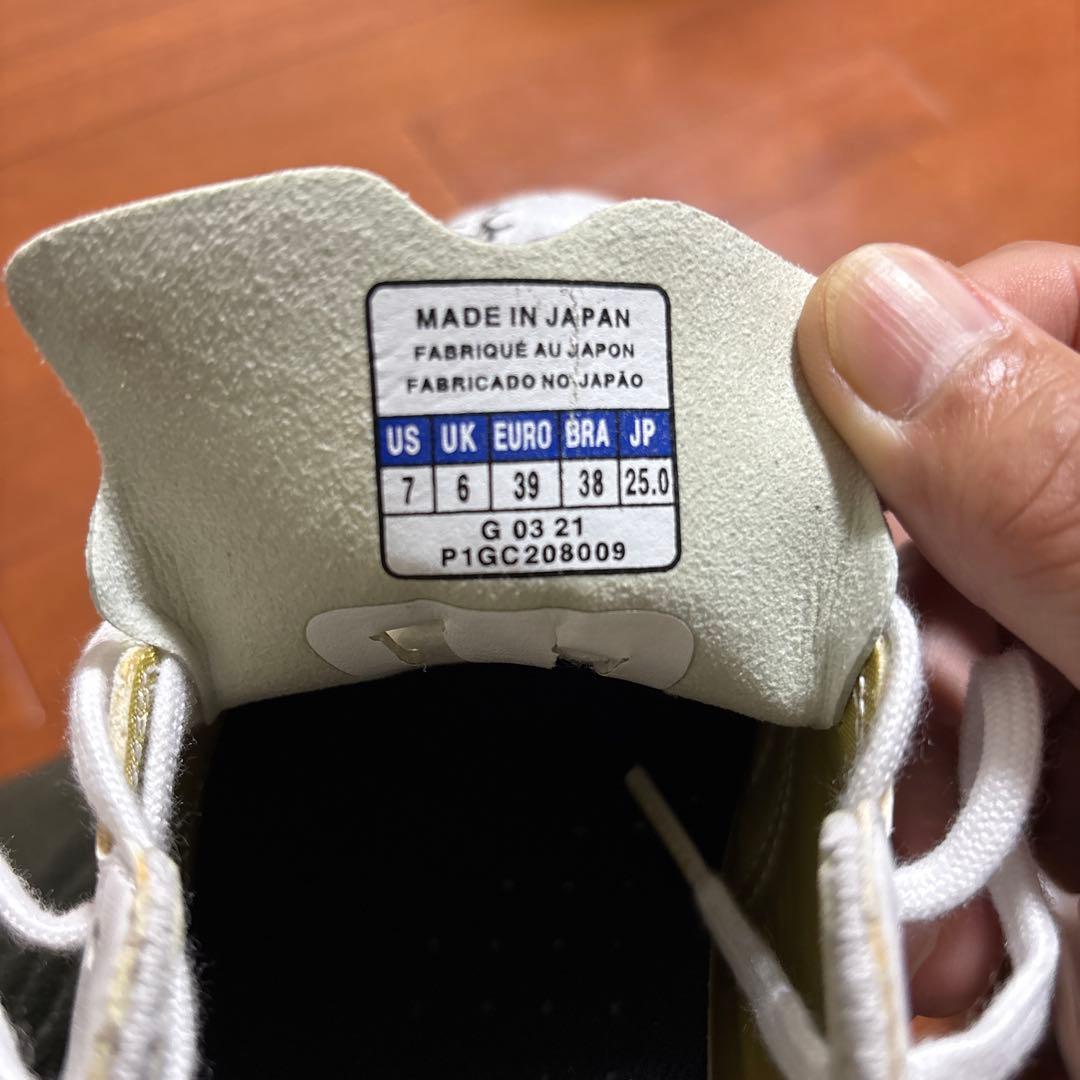 MADE IN JAPAN
FABRIQUÉ AU JAPON
FABRICADO NO JAPÃO
US UK EURO BRA JP
7 6 39 38 25.0
G 03 21
P1GC208009